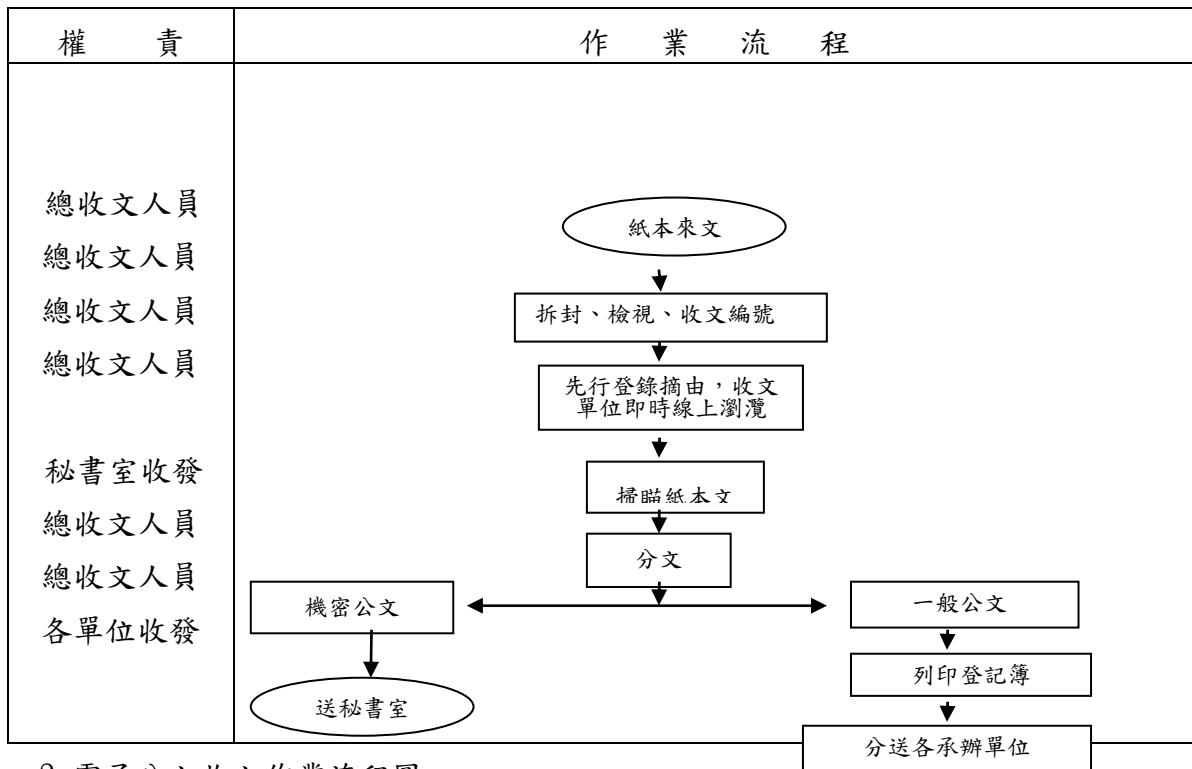 權　　責
作　業　流　程
總收文人員
總收文人員
總收文人員
總收文人員
秘書室收發
總收文人員
總收文人員
各單位收發
紙本來文
拆封、檢視、收文編號
先行登錄摘由，收文
單位即時線上瀏灠
掃瞄紙本文
分文
機密公文
一般公文
列印登記簿
送秘書室
分送各承辦單位